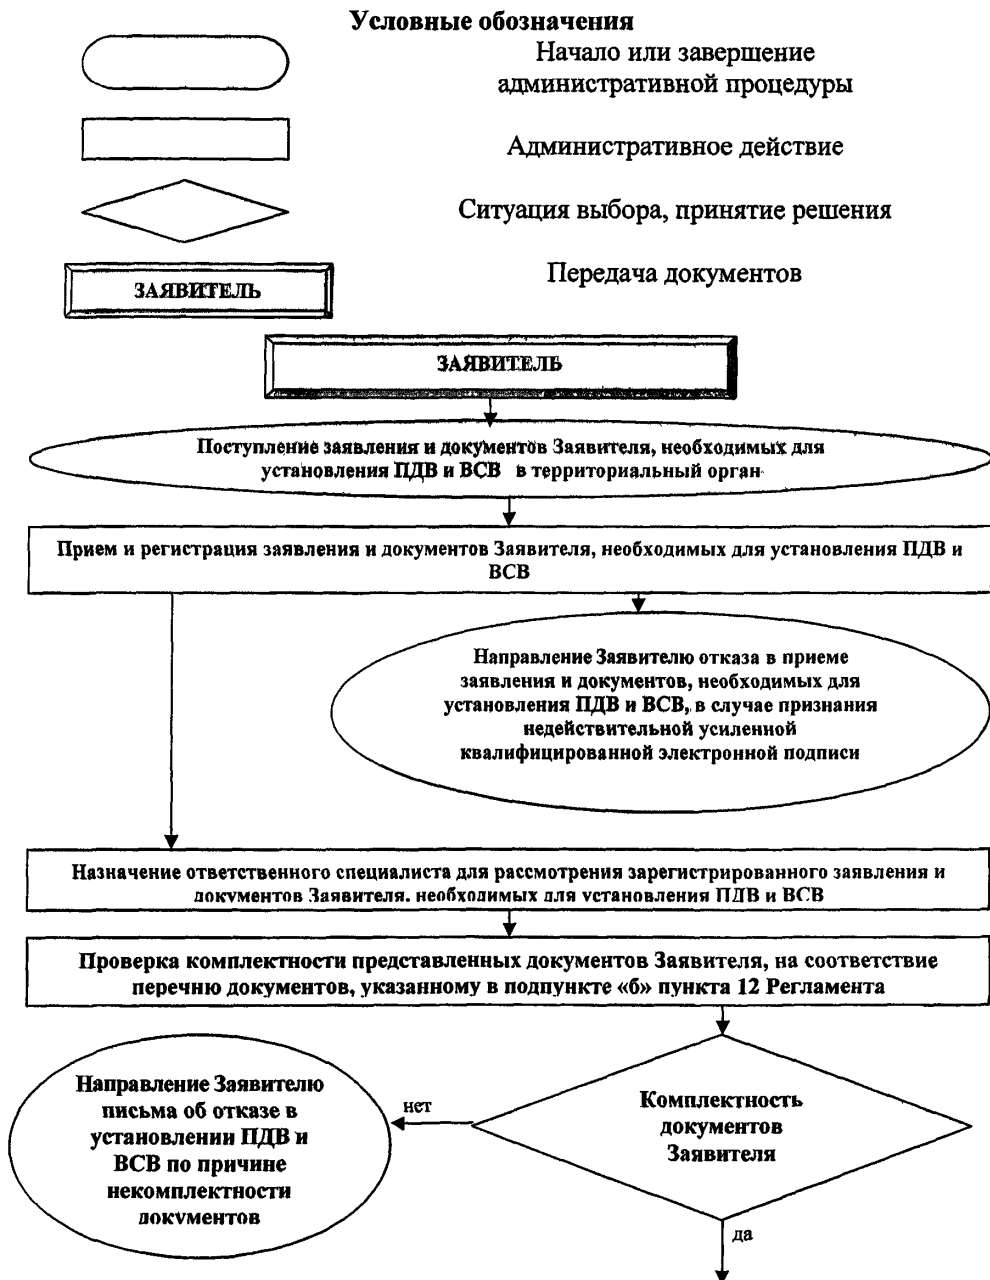 Условные обозначения
Начало или завершение
административной процедуры
Административное действие
Ситуация выбора, принятие решения
ЗАЯВИТЕЛЬ
Передача документов
ЗАЯВИТЕЛЬ
Поступление заявления и документов Заявителя, необходимых для
установления ПДВ и ВСВ в территориальный орган
Прием и регистрация заявления и документов Заявителя, необходимых для установления ПДВ и
ВСВ
Направление Заявителю отказа в приеме
заявления и документов, необходимых для
установления ПДВ и ВСВ, в случае признания
недействительной усиленной
квалифицированной электронной подписи
Назначение ответственного специалиста для рассмотрения зарегистрированного заявления и
документов Заявителя, необходимых для установления ПДВ и ВСВ
Проверка комплектности представленных документов Заявителя, на соответствие
перечню документов, указанному в подпункте «б» пункта 12 Регламента
Направление Заявителю
письма об отказе в
установлении ПДВ и
ВСВ по причине
некомплектности
документов
нет
Комплектность
документов
Заявителя
да